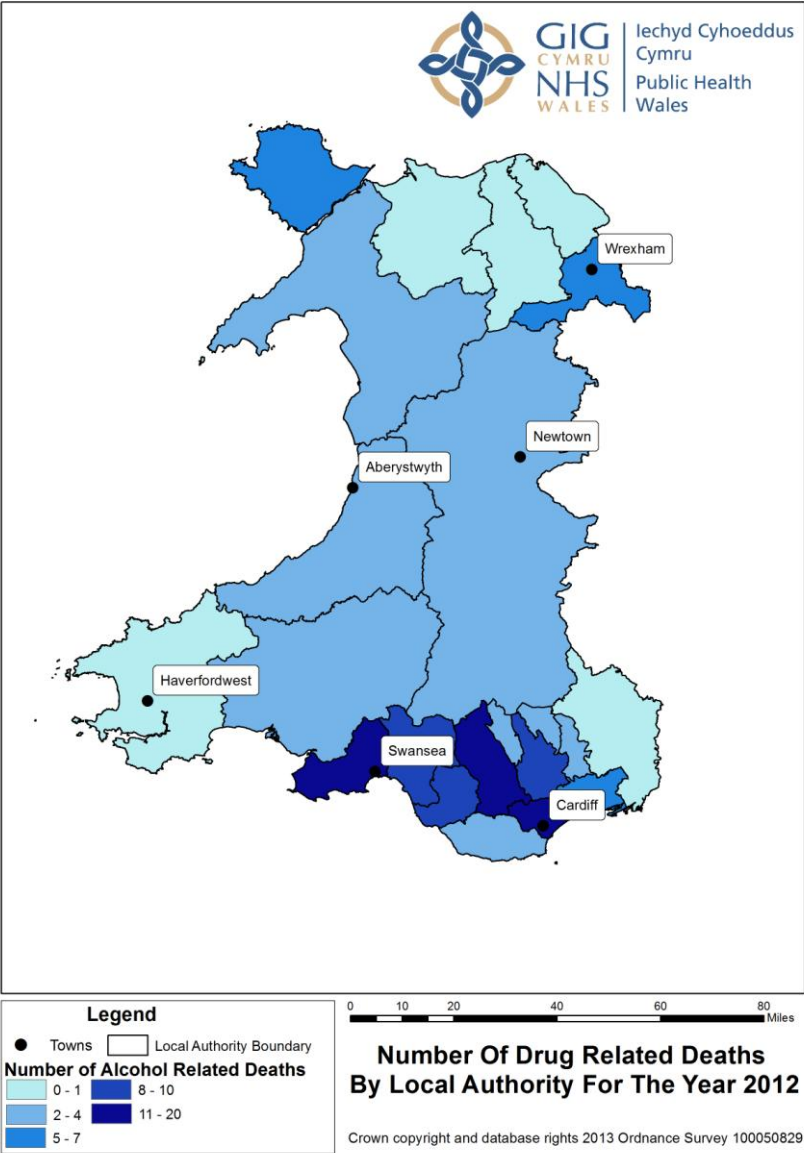 GIG
CYMRU
NHS
WALES
Iechyd Cyhoeddus
Cymru
Public Health
Wales
Wrexham
Newtown
Aberystwyth
Haverfordwest
Swansea
Cardiff
Legend
Towns
Local Authority Boundary
Number of Alcohol Related Deaths
0 - 1
8 - 10
2 - 4
11 - 20
5 - 7
0 10 20 40 60 80
Miles
Number Of Drug Related Deaths
By Local Authority For The Year 2012
Crown copyright and database rights 2013 Ordnance Survey 100050829